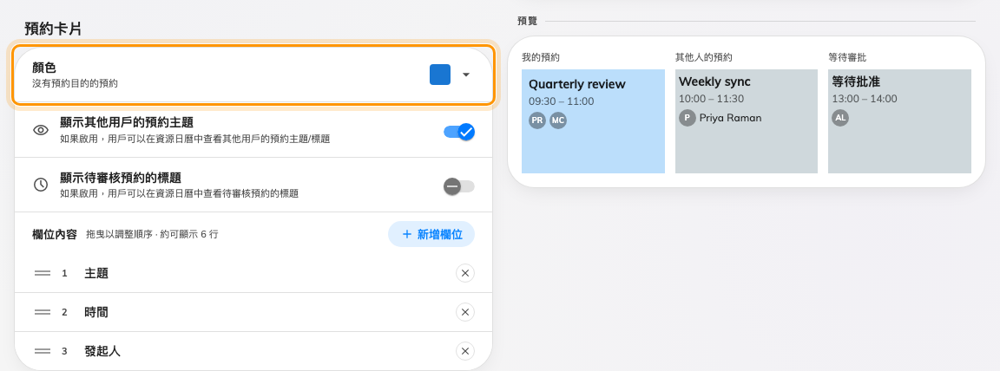 預約卡片
顏色
沒有預約目的的預約
顯示其他用戶的預約主題
如果啟用，用戶可以在資源日曆中查看其他用戶的預約主題/標題
顯示待審核預約的標題
如果啟用，用戶可以在資源日曆中查看待審核預約的標題
欄位內容 拖曳以調整順序 · 約可顯示 6 行
+ 新增欄位
1 主題
2 時間
3 發起人
預覽
我的預約
Quarterly review
09:30 – 11:00
PR MC
其他人的預約
Weekly sync
10:00 – 11:30
P Priya Raman
等待審批
等待批准
13:00 – 14:00
AL